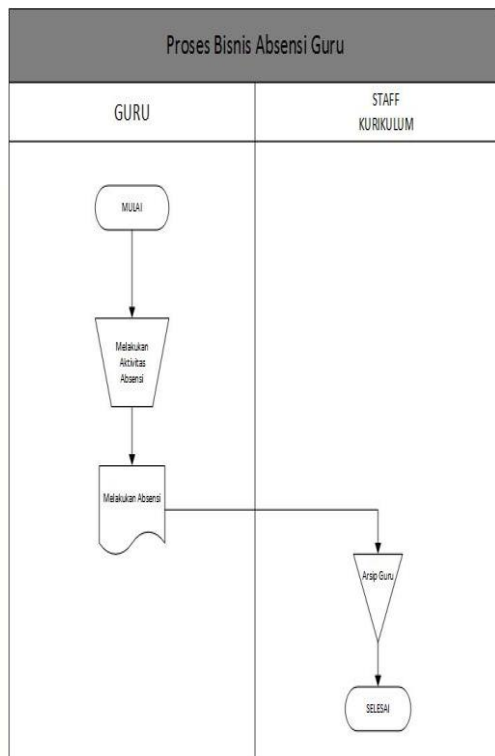 Proses Bisnis Absensi Guru
GURU
STAFF
KURIKULUM
MULAI
Melakukan
Aktivitas
Absensi
Melakukan Absensi
Arsip Guru
SELESAI